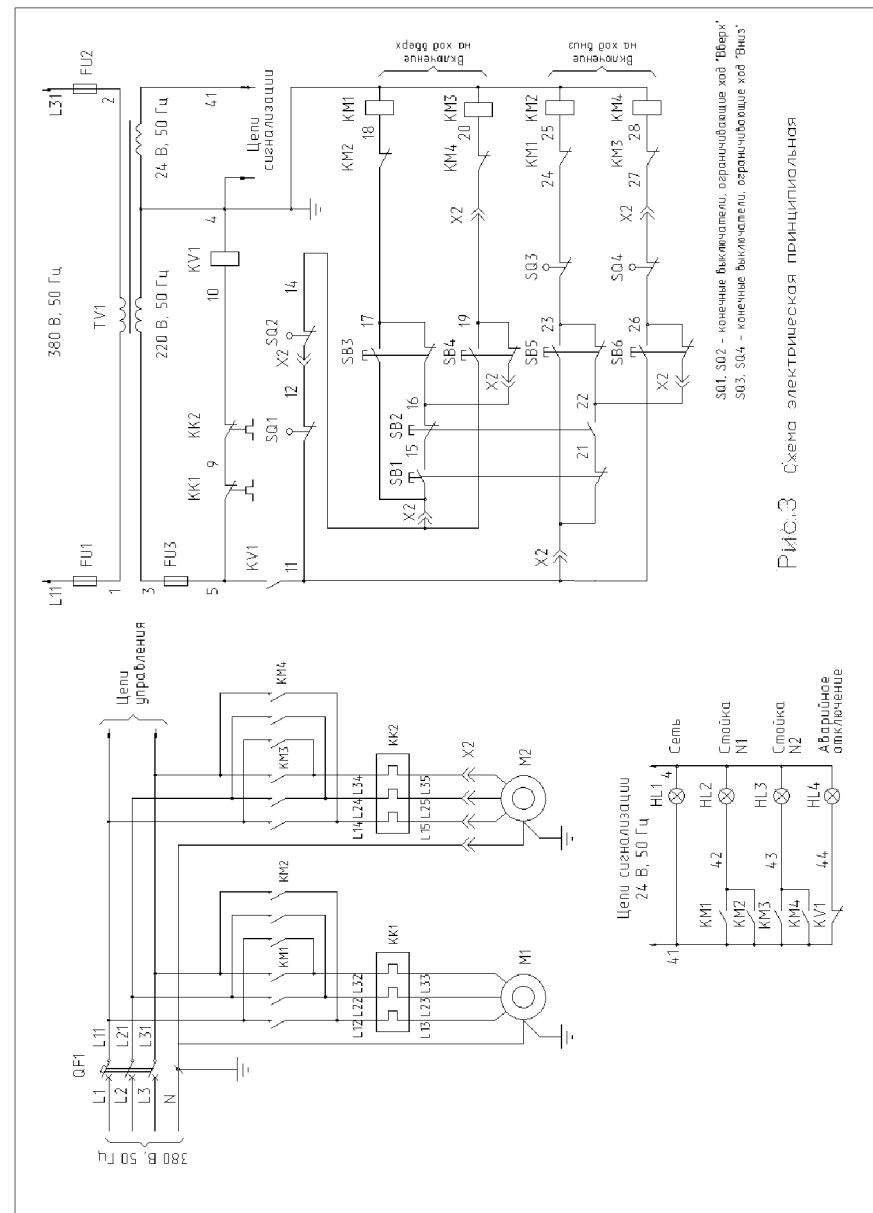 380 В, 50 Гц
L1
L2
L3
N
QF1
L11
L21
L31
Цепи
управления
KM1
KM2
L12
L22
L32
KK1
L13
L23
L33
M1
KM3
KM4
L14
L24
L34
KK2
L15
L25
L35
X2
M2
380 В, 50 Гц
L11
FU1
1
TV1
L31
FU2
2
3
FU3
220 В, 50 Гц
24 В, 50 Гц
5
KK1
9
KK2
10
KV1
4
41
Цепи
сигнализации
KV1
11
SQ1
12
X2
SQ2
14
X2
SB1
15
SB2
16
SB3
17
KM2
18
KM1
X2
SB4
19
X2
KM4
20
KM3
Включение
на ход вверх
X2
21
22
SB5
23
SQ3
24
KM1
25
KM2
X2
SB6
26
SQ4
X2
27
KM3
28
KM4
Включение
на ход вниз
Цепи сигнализации
24 В, 50 Гц
41
4
HL1
Сеть
KM1
KM2
42
HL2
Стойка
N1
KM3
KM4
43
HL3
Стойка
N2
KV1
44
HL4
Аварийное
отключение
SQ1, SQ2 – конечные выключатели, ограничивающие ход "Вверх"
SQ3, SQ4 – конечные выключатели, ограничивающие ход "Вниз"
Рис.3 Схема электрическая принципиальная